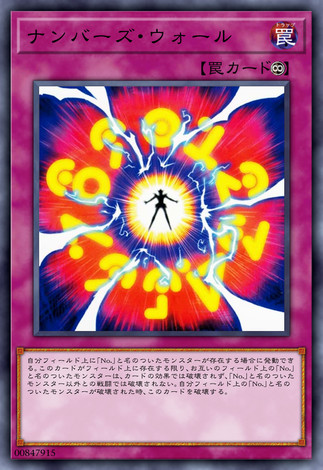 ナンバーズ・ウォール
トラップ
罠
【罠カード】
自分フィールド上に「No.」と名のついたモンスターが存在する場合に発動でき
る。このカードがフィールド上に存在する限り、お互いのフィールド上の「No.」
と名のついたモンスターは、カードの効果では破壊されず、「No.」と名のついた
モンスター以外との戦闘では破壊されない。自分フィールド上の「No.」と名の
ついたモンスターが破壊された時、このカードを破壊する。
00847915